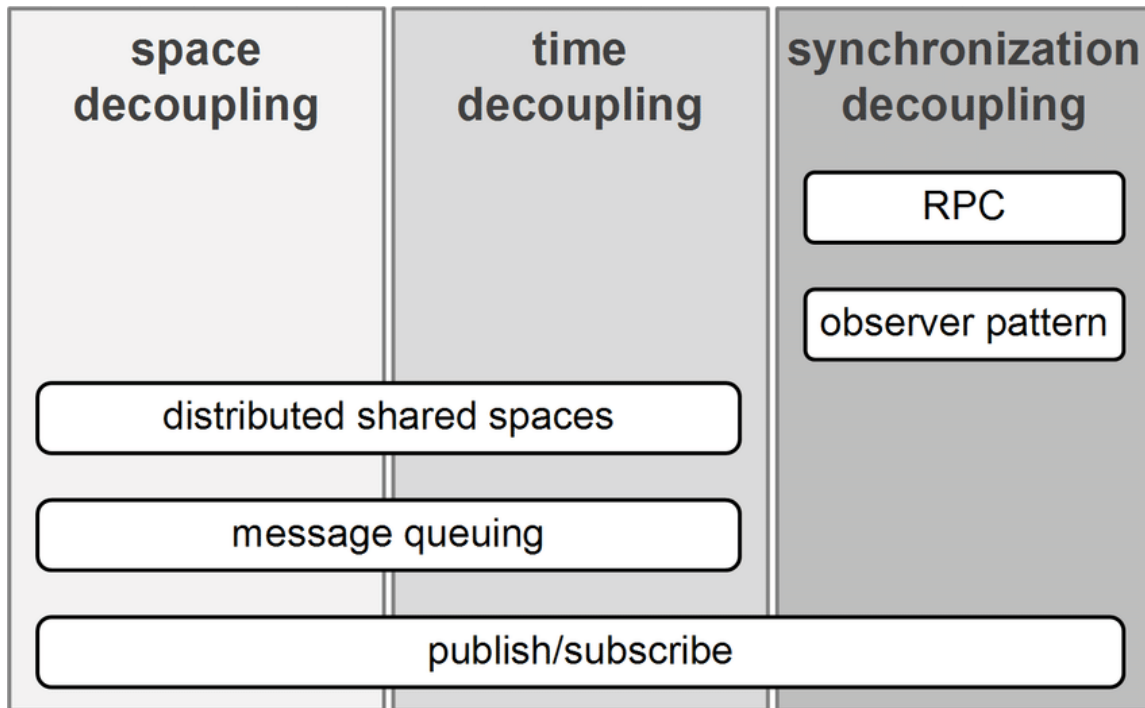 space
decoupling
time
decoupling
synchronization
decoupling
RPC
observer pattern
distributed shared spaces
message queuing
publish/subscribe